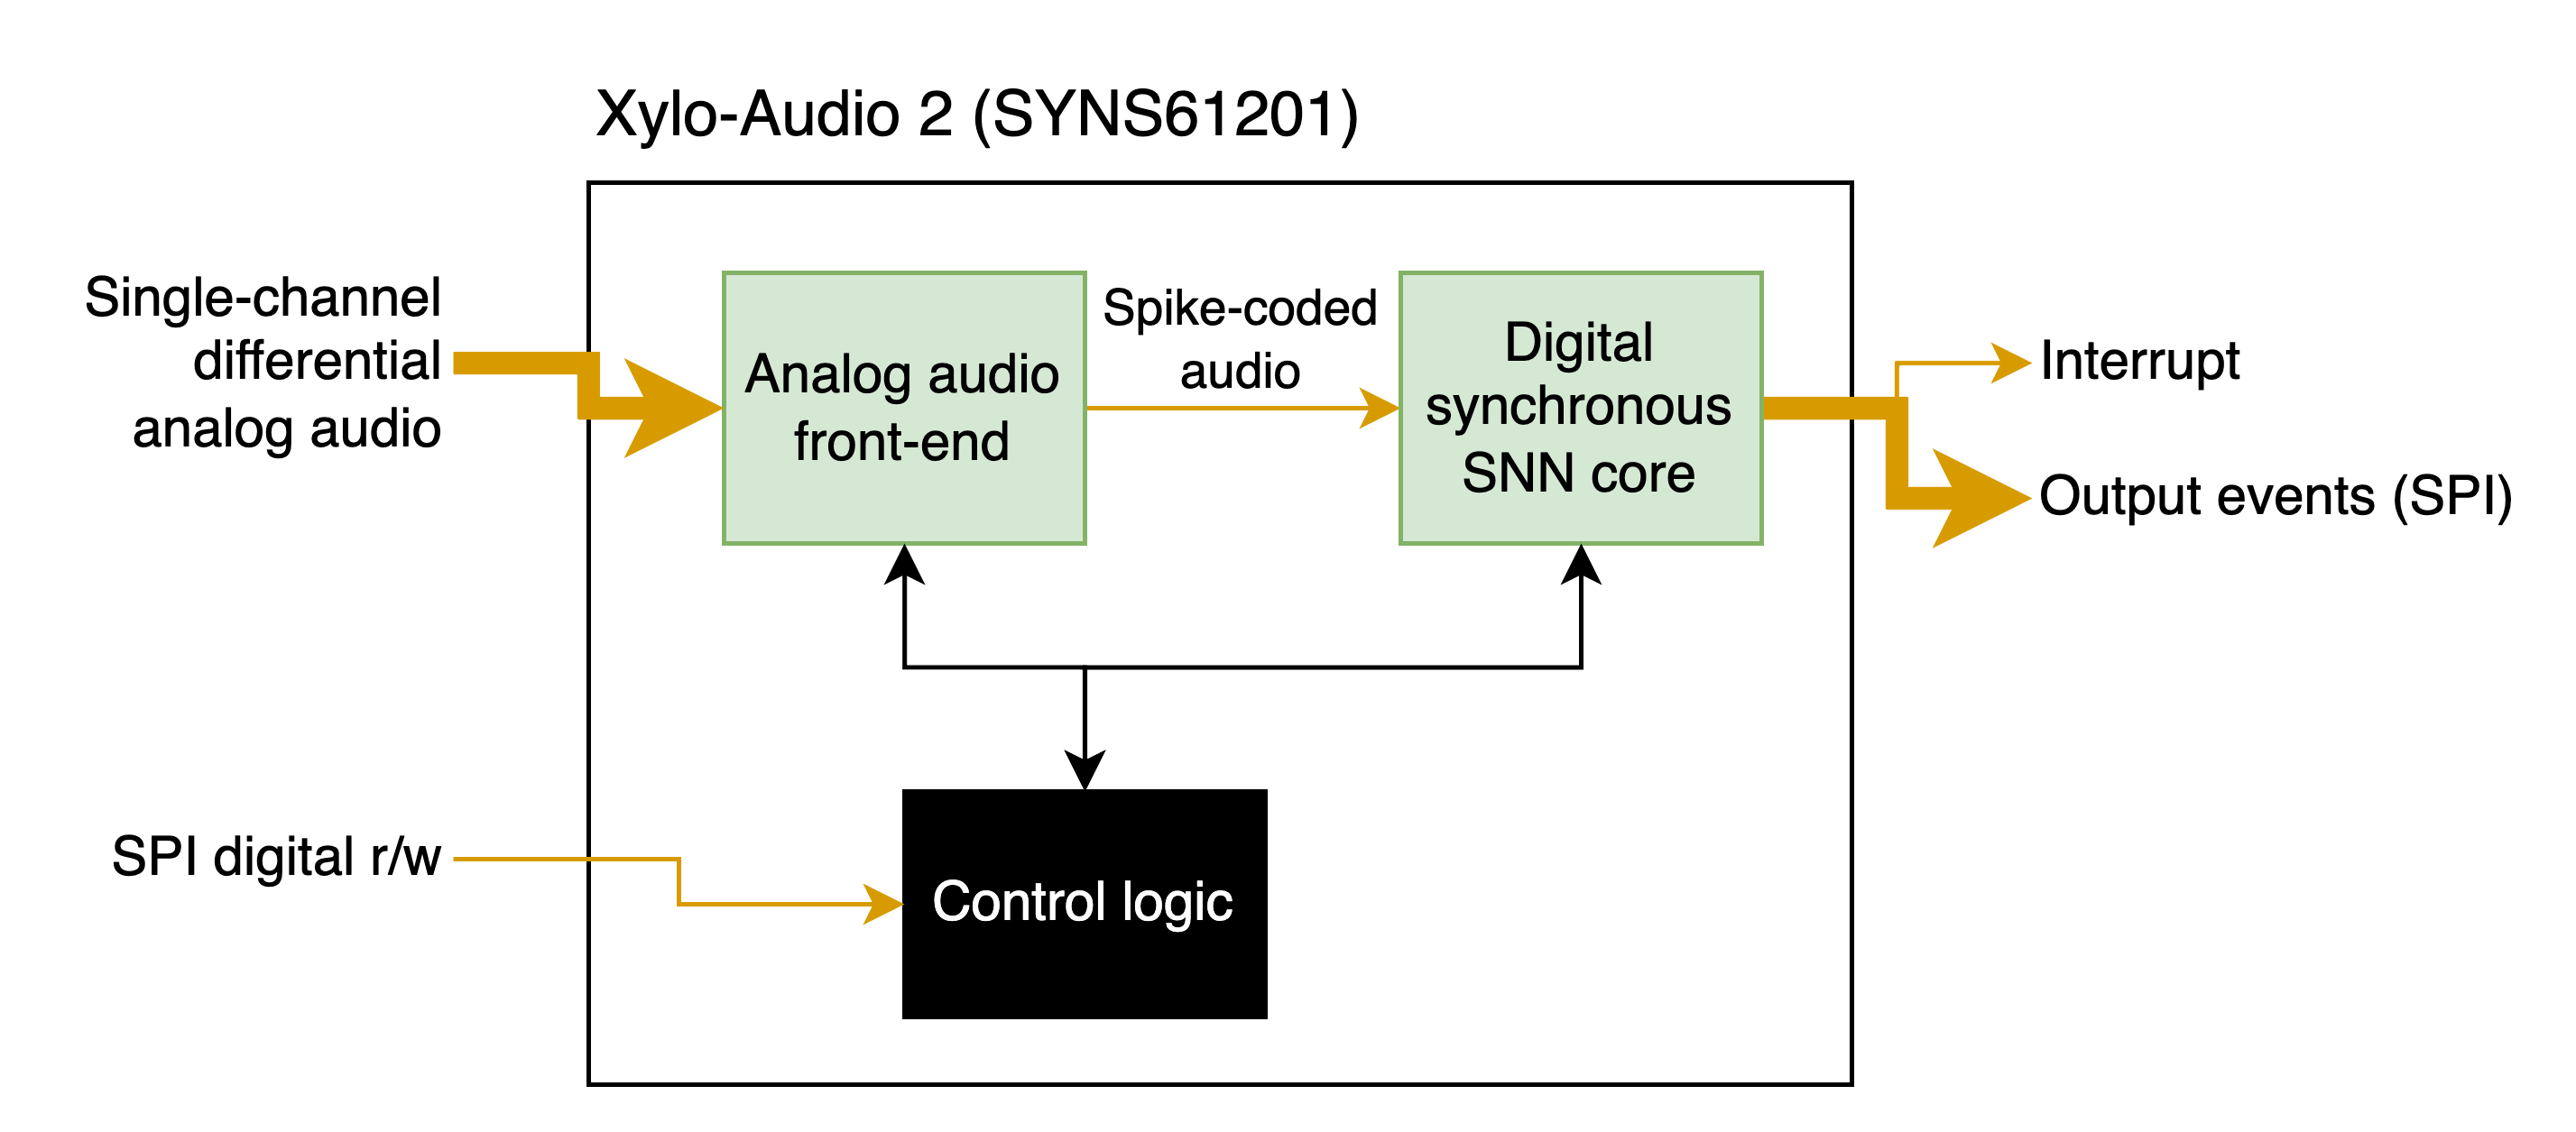 Xylo-Audio 2 (SYNS61201)
Single-channel
differential
analog audio
Analog audio
front-end
Spike-coded
audio
Digital
synchronous
SNN core
Interrupt
Output events (SPI)
SPI digital r/w
Control logic